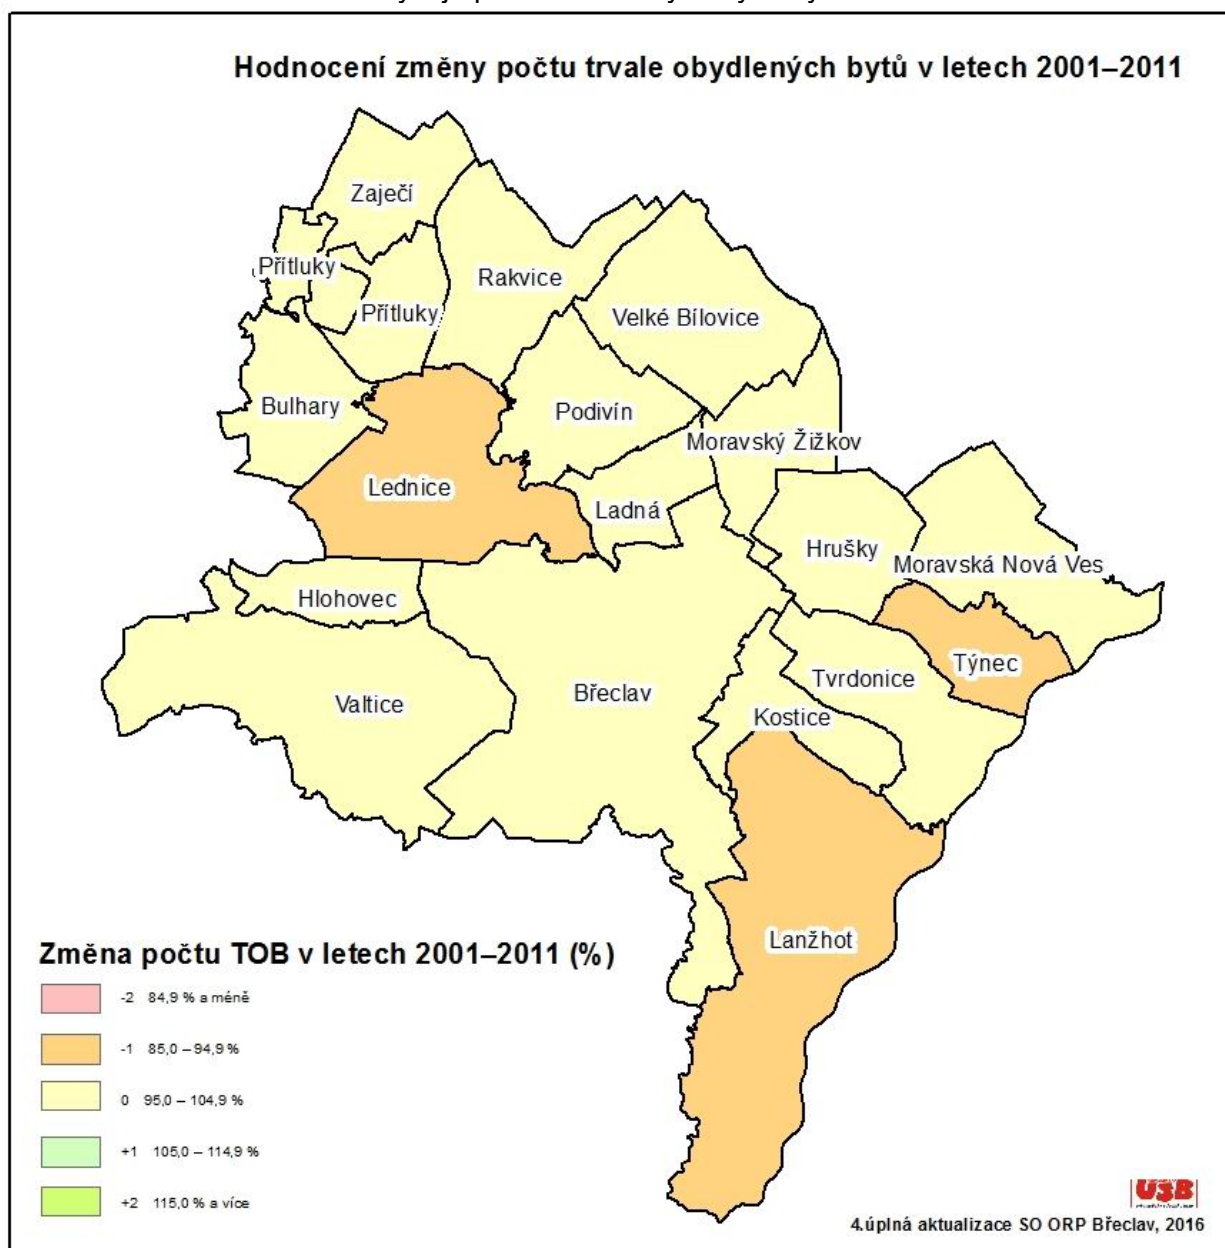 Hodnocení změny počtu trvale obydlených bytů v letech 2001–2011
Zaječí
Přítluky
Rakvice
Přítluky
Velké Bílovice
Bulhary
Podivín
Moravský Žižkov
Lednice
Ladná
Hrušky
Moravská Nová Ves
Hlohovec
Týnec
Tvrdonice
Břeclav
Valtice
Kostice
Lanžhot
Změna počtu TOB v letech 2001–2011 (%)
-2 84,9 % a méně
-1 85,0 – 94,9 %
0 95,0 – 104,9 %
+1 105,0 – 114,9 %
+2 115,0 % a více
USB
4.úplná aktualizace SO ORP Břeclav, 2016